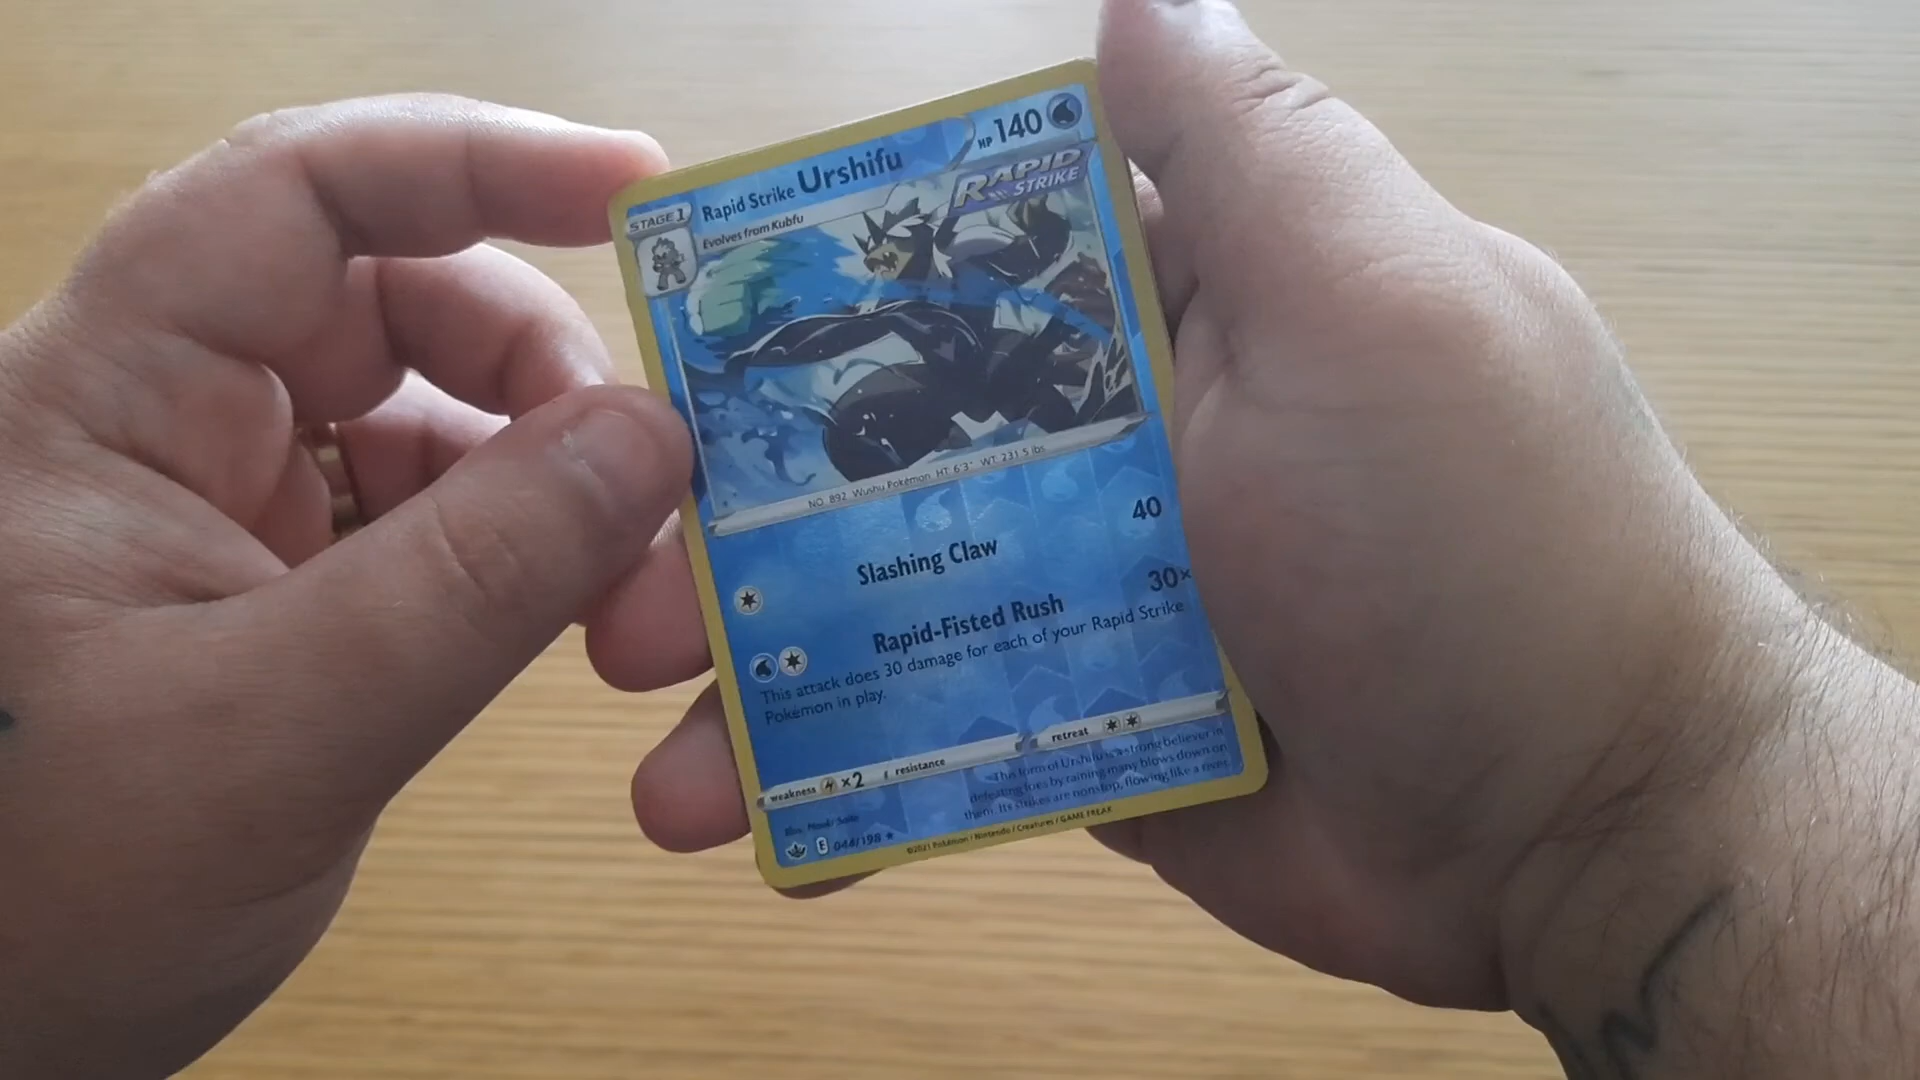 HP 140
Rapid Strike Urshifu
RAPID
STRIKE
STAGE 1
Evolves from Kubfu
NO. 892 Wushu Pokémon HT. 6'3" WT. 231.5 lbs
40
Slashing Claw
30×
Rapid-Fisted Rush
This attack does 30 damage for each of your Rapid Strike
Pokémon in play.
weakness ×2 resistance
retreat
This form of Urshifu is a strong believer in
defeating foes by raining many blows down on
them. Its strikes are nonstop, flowing like a river.
Illus. Naoki Saito
E 044/198
©2021 Pokémon / Nintendo / Creatures / GAME FREAK